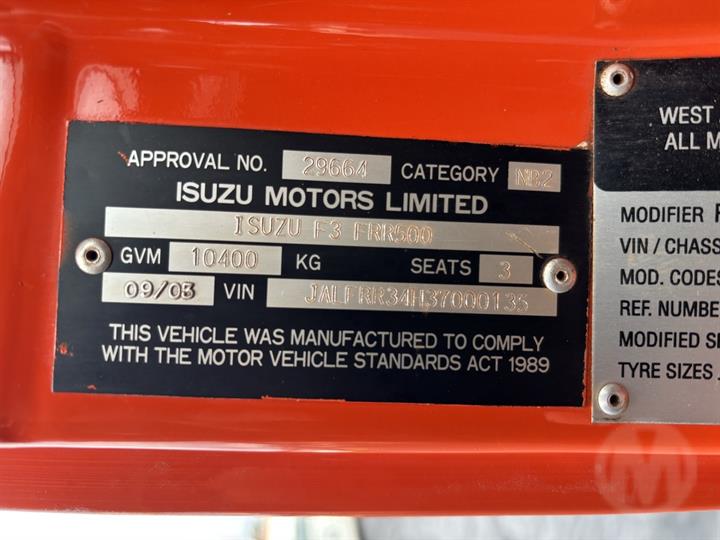 APPROVAL NO. 29664 CATEGORY NB2
ISUZU MOTORS LIMITED
ISUZU F3 FRR500
GVM 10400 KG SEATS 3
09/03 VIN JALFRR34H37000135
THIS VEHICLE WAS MANUFACTURED TO COMPLY
WITH THE MOTOR VEHICLE STANDARDS ACT 1989
WEST
ALL M
MODIFIER
VIN / CHASS
MOD. CODES
REF. NUMBE
MODIFIED S
TYRE SIZES
M